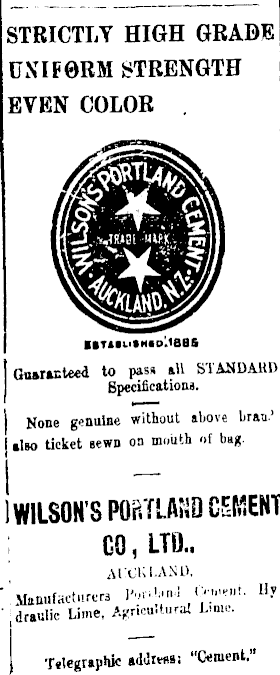 STRICTLY HIGH GRADE
UNIFORM STRENGTH
EVEN COLOR
WILSON'S PORTLAND CEMENT
TRADE MARK
AUCKLAND. N.Z.
ESTABLISHED. 1885
Guaranteed to pass all STANDARD
Specifications.
None genuine without above bran
also ticket sewn on mouth of bag.
WILSON'S PORTLAND CEMENT
CO, LTD.,
AUCKLAND,
Manufacturers Portland Cement, Hy
draulic Lime, Agricultural Lime.
Telegraphic address: "Cement."